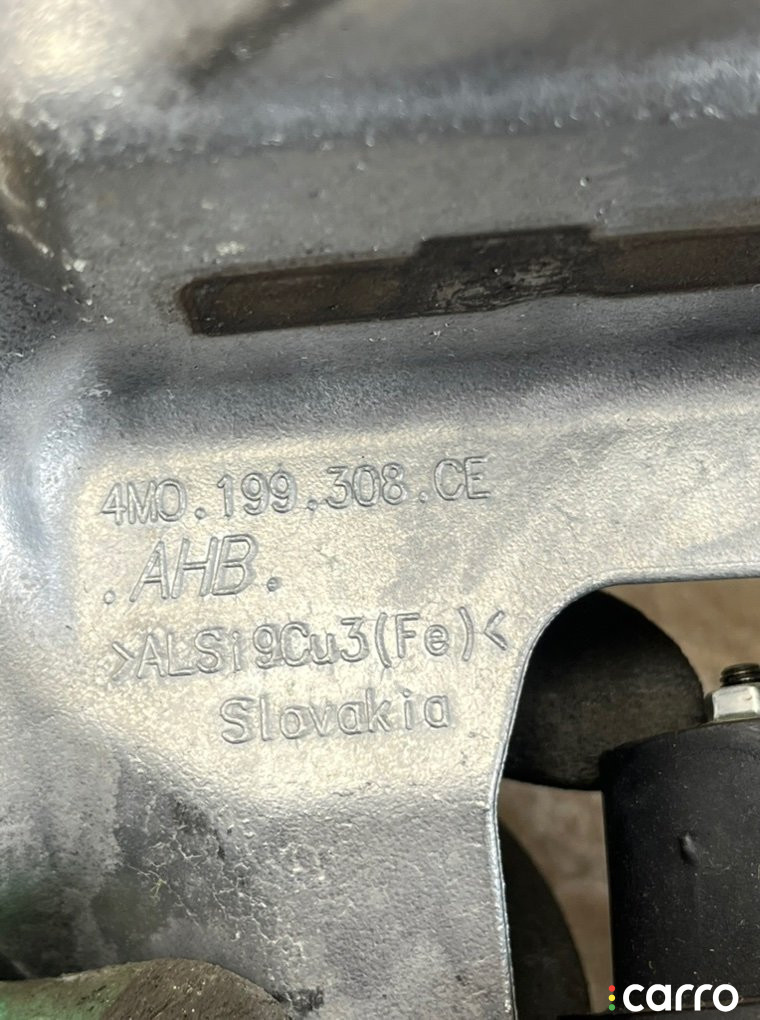 4M0.199.308.CE
.AHB.
>ALSi9Cu3(Fe)<
Slovakia
carro